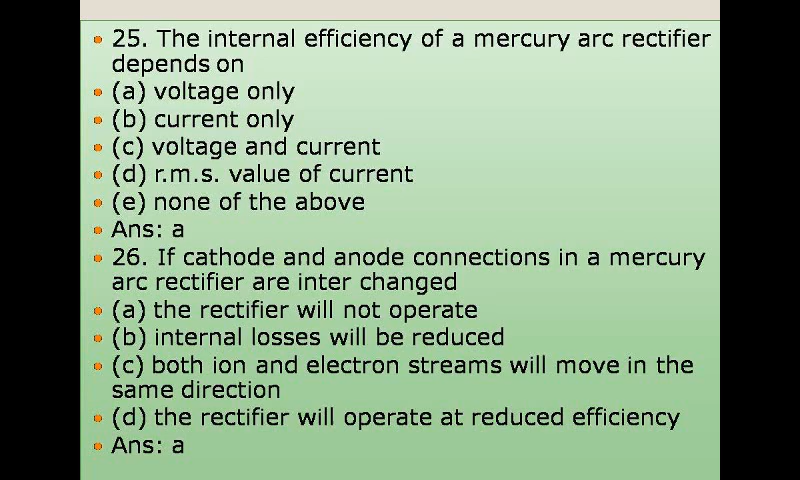 25. The internal efficiency of a mercury arc rectifier
depends on
(a) voltage only
(b) current only
(c) voltage and current
(d) r.m.s. value of current
(e) none of the above
Ans: a
26. If cathode and anode connections in a mercury
arc rectifier are inter changed
(a) the rectifier will not operate
(b) internal losses will be reduced
(c) both ion and electron streams will move in the
same direction
(d) the rectifier will operate at reduced efficiency
Ans: a